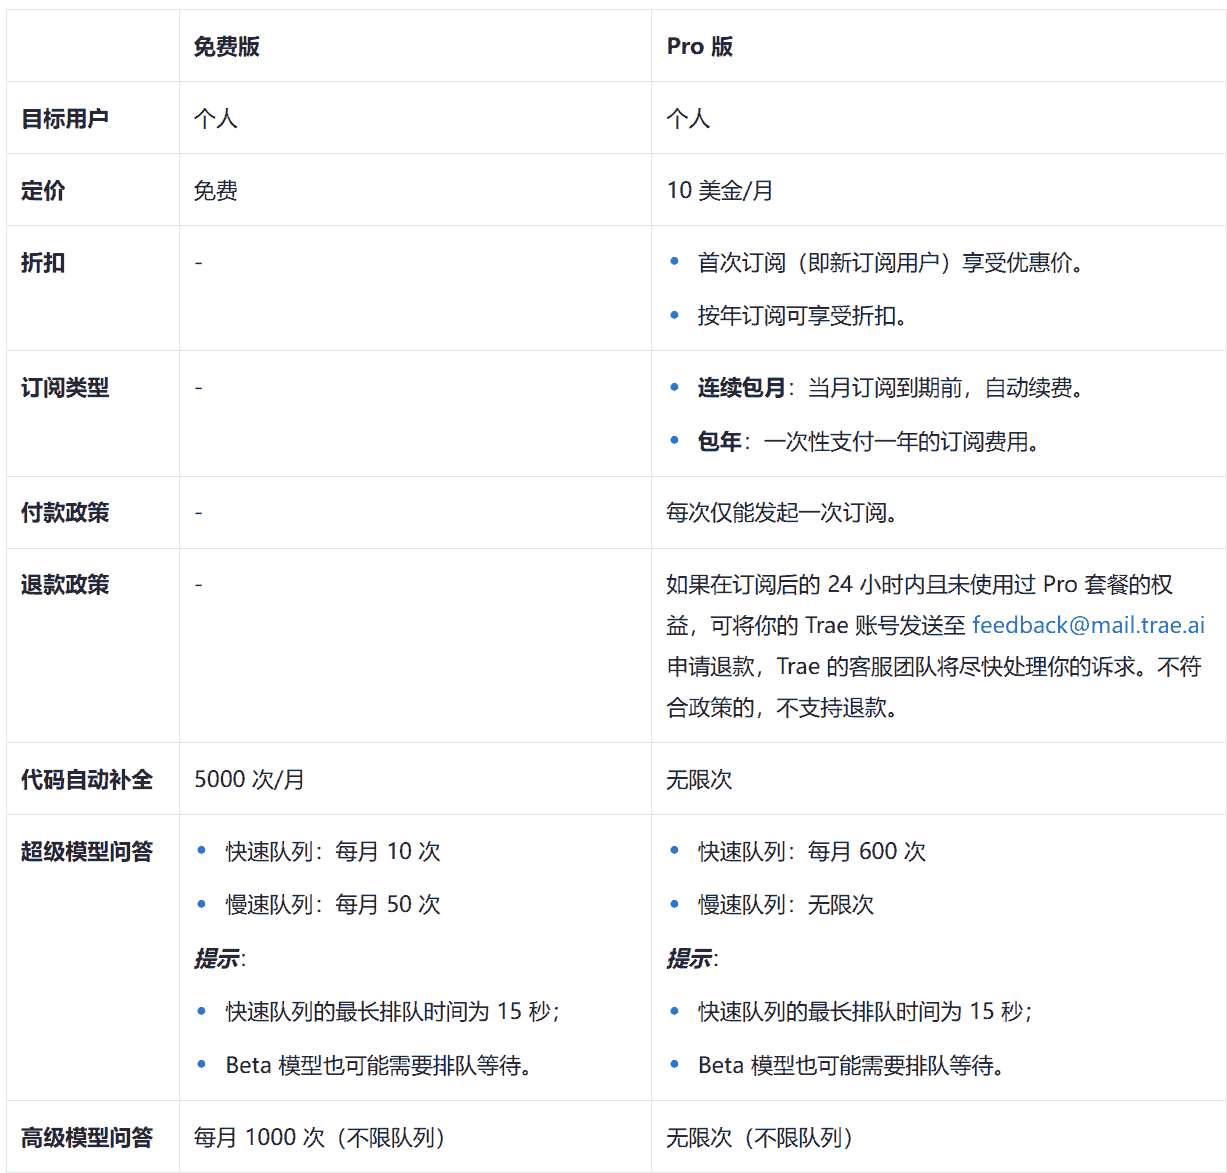 免费版 Pro 版
目标用户 个人 个人
定价 免费 10 美金/月
折扣 - • 首次订阅（即新订阅用户）享受优惠价。
• 按年订阅可享受折扣。
订阅类型 - • 连续包月：当月订阅到期前，自动续费。
• 包年：一次性支付一年的订阅费用。
付款政策 - 每次仅能发起一次订阅。
退款政策 - 如果在订阅后的 24 小时内且未使用过 Pro 套餐的权
益，可将你的 Trae 账号发送至 feedback@mail.trae.ai
申请退款，Trae 的客服团队将尽快处理你的诉求。不符
合政策的，不支持退款。
代码自动补全 5000 次/月 无限次
超级模型问答 • 快速队列：每月 10 次 • 快速队列：每月 600 次
• 慢速队列：每月 50 次 • 慢速队列：无限次
提示： 提示：
• 快速队列的最长排队时间为 15 秒； • 快速队列的最长排队时间为 15 秒；
• Beta 模型也可能需要排队等待。 • Beta 模型也可能需要排队等待。
高级模型问答 每月 1000 次（不限队列） 无限次（不限队列）